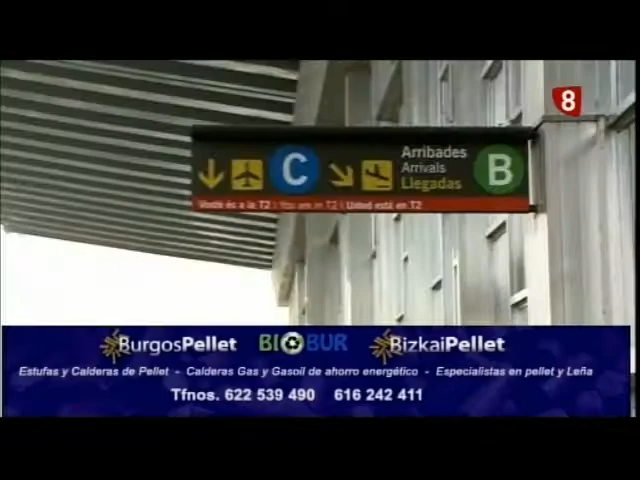 8
C
Arribades
Arrivals
Llegadas
B
Vostè és a la T2 | You are in T2 | Usted está en T2
BurgosPellet BIOBUR BizkaiPellet
Estufas y Calderas de Pellet - Calderas Gas y Gasoil de ahorro energético - Especialistas en pellet y Leña
Tfnos. 622 539 490 616 242 411